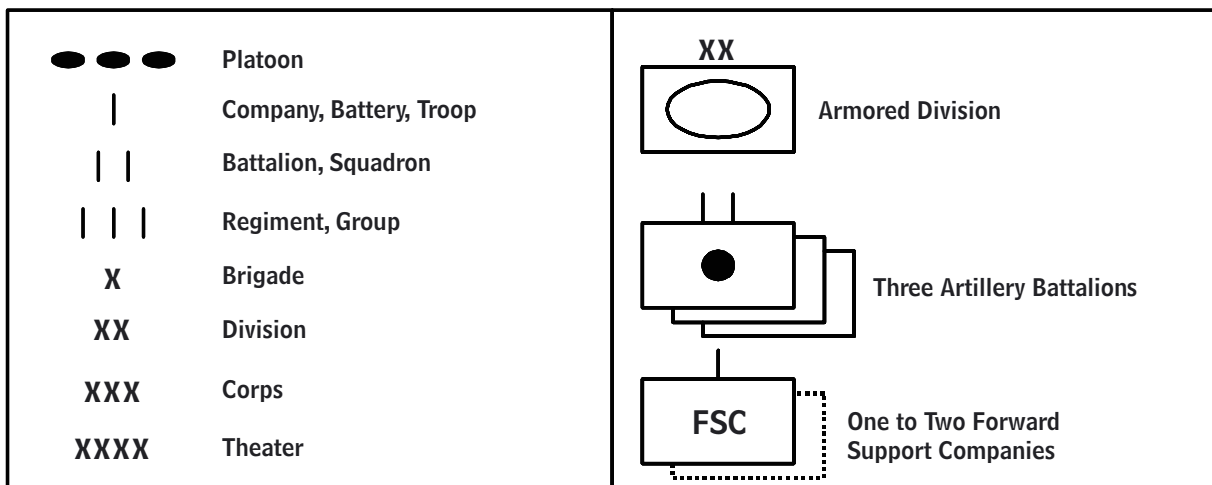 Platoon
Company, Battery, Troop
Battalion, Squadron
Regiment, Group
X Brigade
XX Division
XXX Corps
XXXX Theater
XX
Armored Division
Three Artillery Battalions
FSC
One to Two Forward
Support Companies